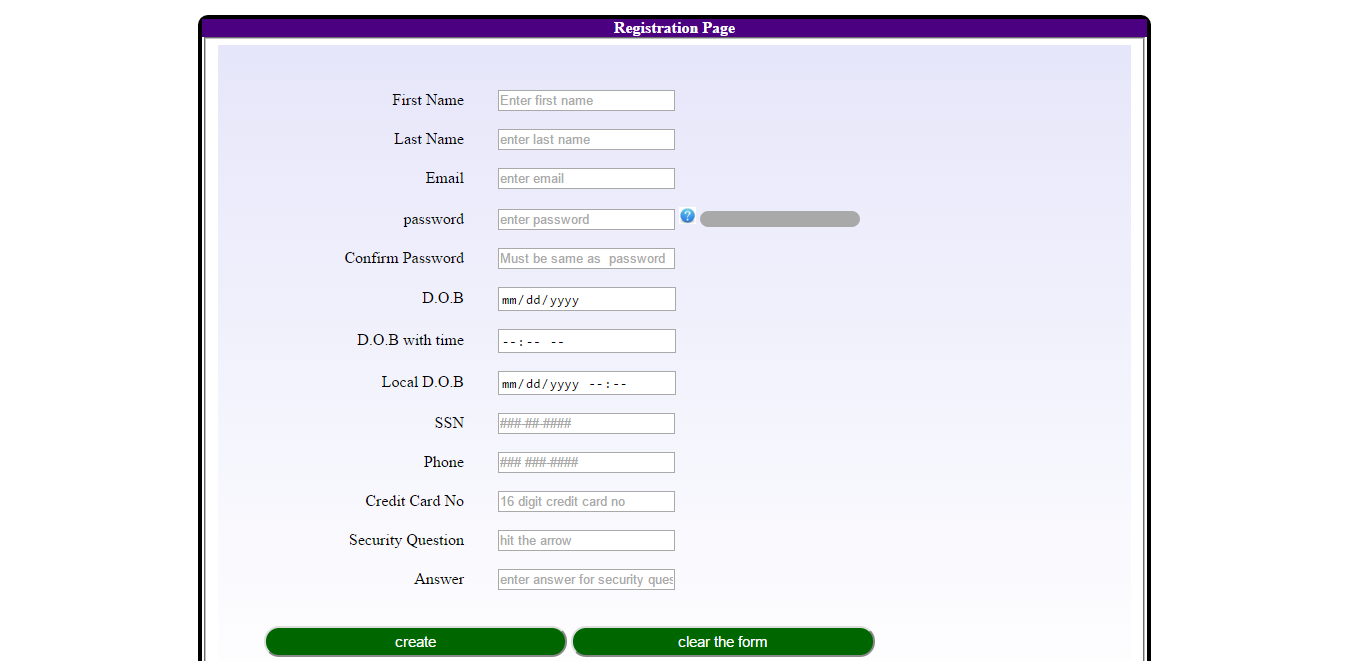 Registration Page
First Name Enter first name
Last Name enter last name
Email enter email
password enter password ?
Confirm Password Must be same as  password
D.O.B mm/dd/yyyy
D.O.B with time --:-- --
Local D.O.B mm/dd/yyyy --:--
SSN ###-##-####
Phone ###-###-####
Credit Card No 16 digit credit card no
Security Question hit the arrow
Answer enter answer for security ques
create clear the form